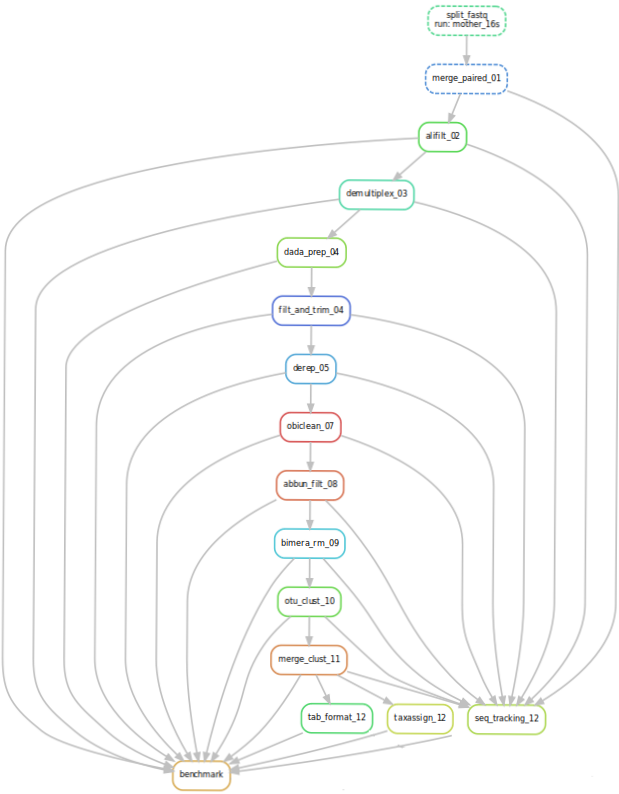 split_fastq
run: mother_16s
merge_paired_01
alifilt_02
demultiplex_03
dada_prep_04
filt_and_trim_04
derep_05
obiclean_07
abbun_filt_08
bimera_rm_09
otu_clust_10
merge_clust_11
tab_format_12
taxassign_12
seq_tracking_12
benchmark